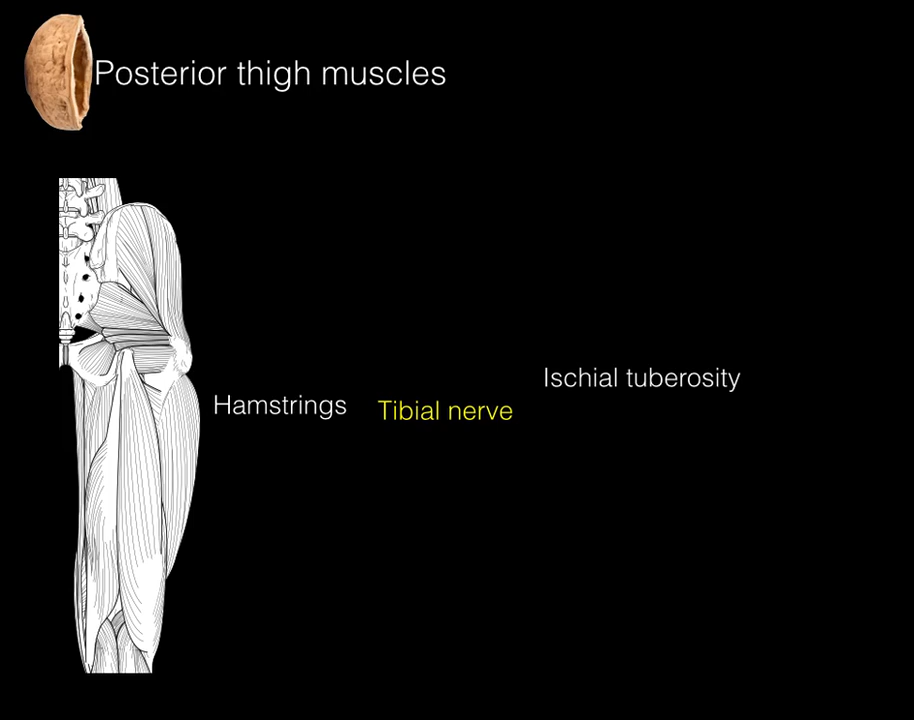 Posterior thigh muscles
Ischial tuberosity
Hamstrings
Tibial nerve